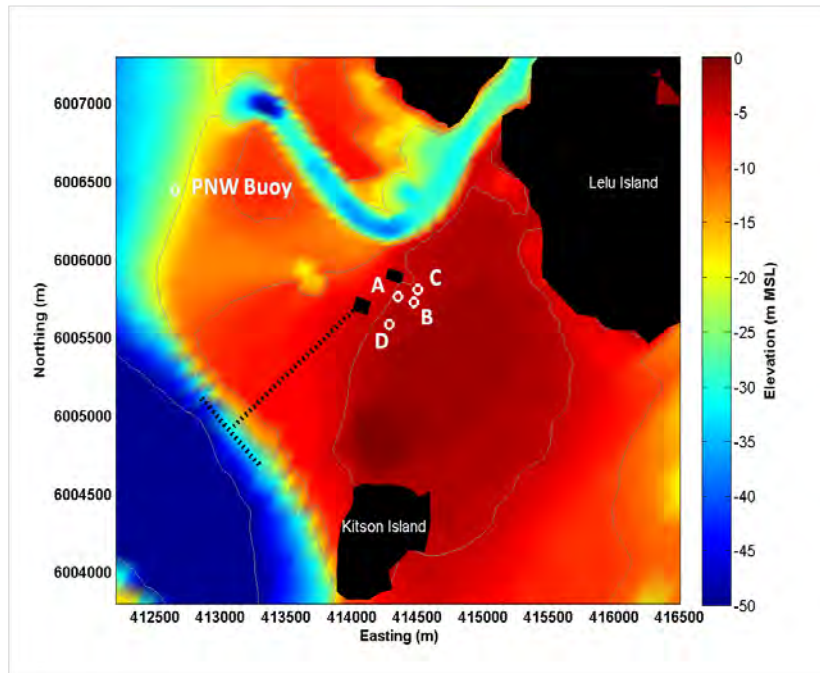 6007000
6006500
6006000
6005500
6005000
6004500
6004000
Northing (m)
412500 413000 413500 414000 414500 415000 415500 416000 416500
Easting (m)
PNW Buoy
Lelu Island
A
C
B
D
Kitson Island
0
-5
-10
-15
-20
-25
-30
-35
-40
-45
-50
Elevation (m MSL)